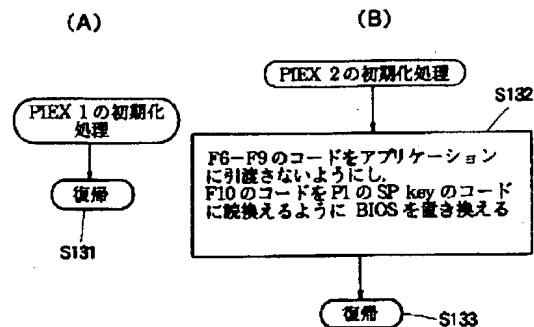 (A)
PIEX 1の初期化
処理
復帰
S131
(B)
PIEX 2の初期化処理
S132
F6-F9のコードをアプリケーション
に引渡さないようにし,
F10のコードをP1のSP keyのコード
に読換えるように BIOSを置き換える
復帰
S133